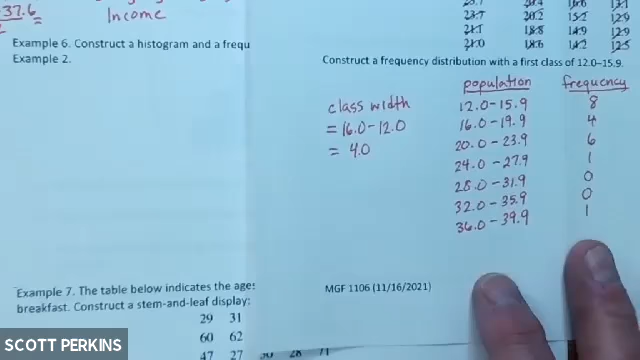 37.6
Income
Example 6. Construct a histogram and a frequ
Example 2.
Construct a frequency distribution with a first class of 12.0–15.9.
population frequency
class width
= 16.0 – 12.0
= 4.0
12.0 – 15.9 8
16.0 – 19.9 4
20.0 – 23.9 6
24.0 – 27.9 1
28.0 – 31.9 0
32.0 – 35.9 0
36.0 – 39.9 1
Example 7. The table below indicates the age
breakfast. Construct a stem-and-leaf display:
29 31
60 62
47 27 28 71
MGF 1106 (11/16/2021)
SCOTT PERKINS